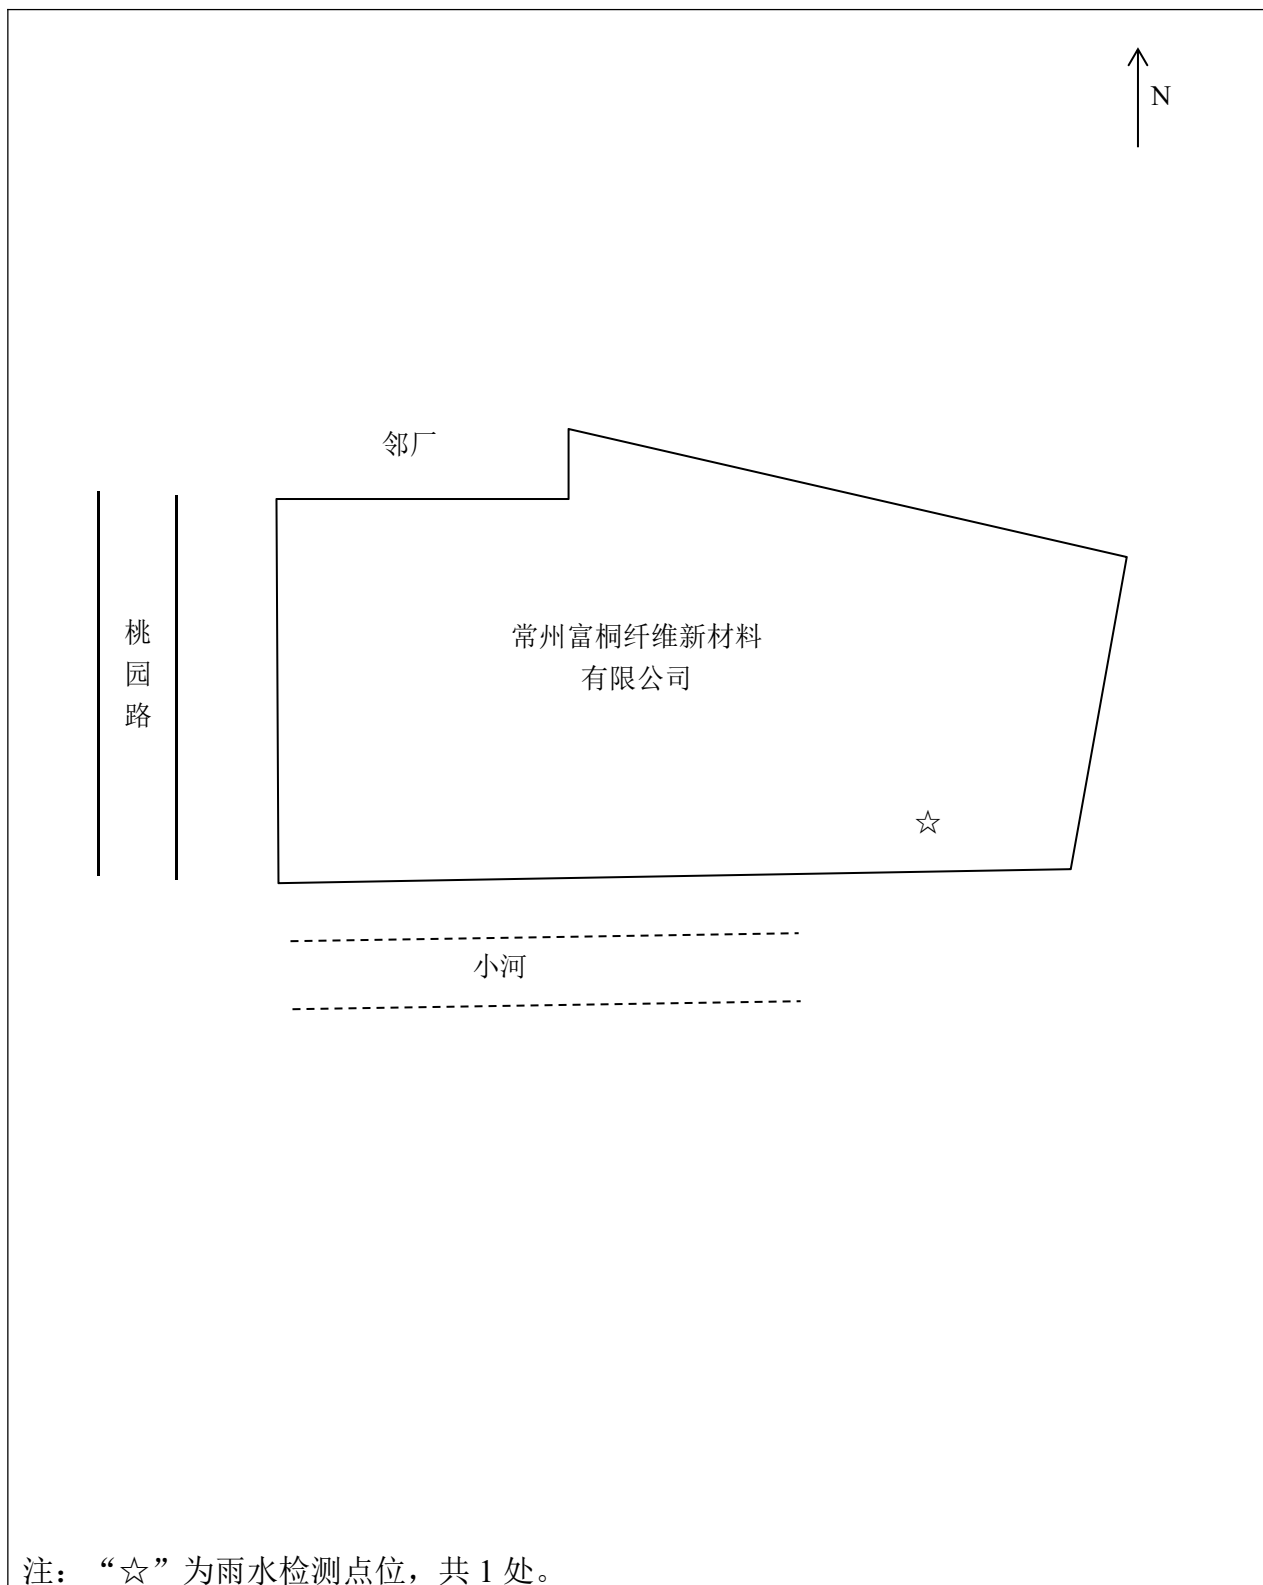 N
邻厂
桃
园
路
常州富桐纤维新材料
有限公司
☆
小河
注：“☆”为雨水检测点位，共 1 处。